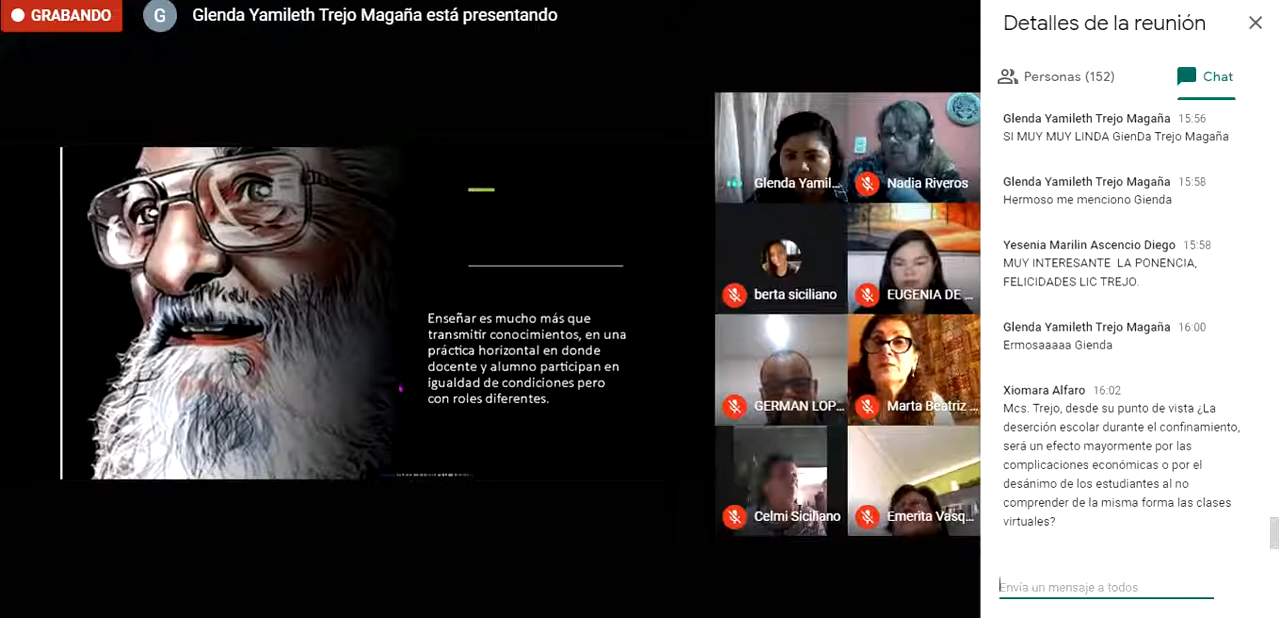 GRABANDO
G
Glenda Yamileth Trejo Magaña está presentando
Enseñar es mucho más que
transmitir conocimientos, en una
práctica horizontal en donde
docente y alumno participan en
igualdad de condiciones pero
con roles diferentes.
Glenda Yamil...
Nadia Riveros
berta siciliano
EUGENIA DE ...
GERMAN LOP...
Marta Beatriz ...
Celmi Siciliano
Emerita Vasq...
Detalles de la reunión
Personas (152)
Chat
Glenda Yamileth Trejo Magaña 15:56
SI MUY MUY LINDA GienDa Trejo Magaña
Glenda Yamileth Trejo Magaña 15:58
Hermoso me menciono Gienda
Yesenia Marilin Ascencio Diego 15:58
MUY INTERESANTE LA PONENCIA,
FELICIDADES LIC TREJO.
Glenda Yamileth Trejo Magaña 16:00
Ermosaaaaa Gienda
Xiomara Alfaro 16:02
Mcs. Trejo, desde su punto de vista ¿La
deserción escolar durante el confinamiento,
será un efecto mayormente por las
complicaciones económicas o por el
desánimo de los estudiantes al no
comprender de la misma forma las clases
virtuales?
Envía un mensaje a todos